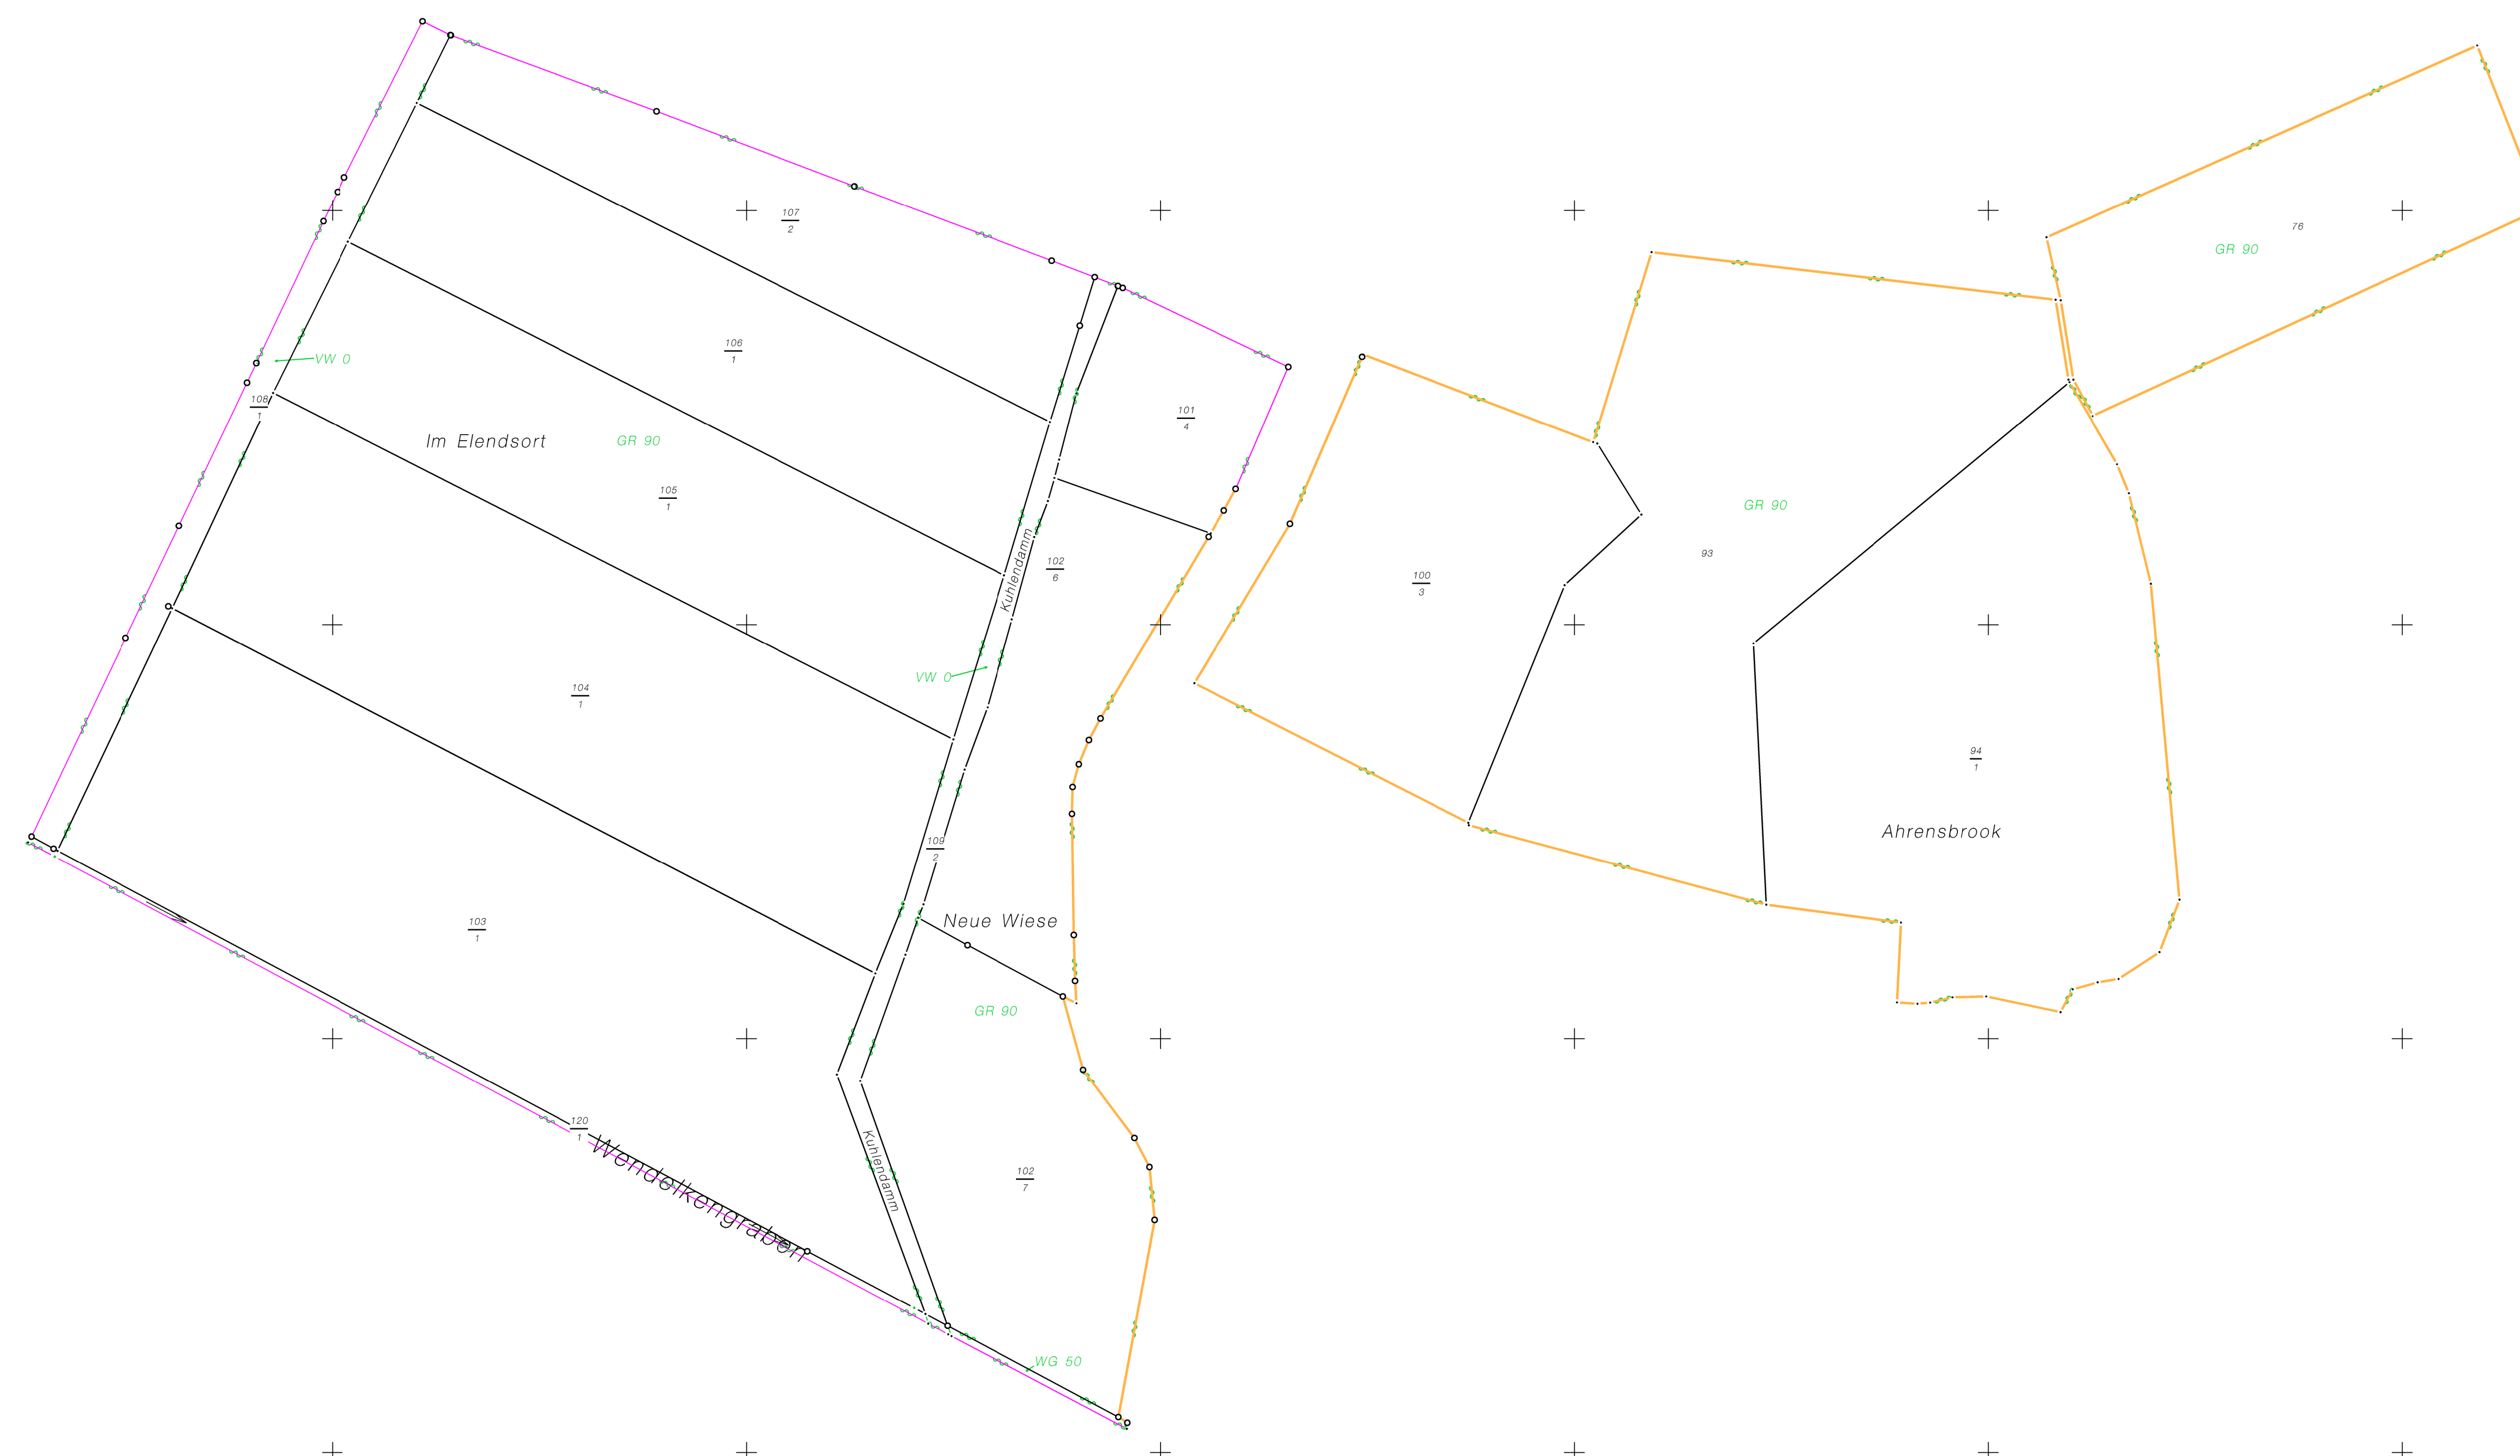 107
2
76
GR 90
106
1
VW 0
108
1
101
4
Im Elendsort
GR 90
105
1
GR 90
93
Kuhlendamm
102
6
100
3
VW 0
104
1
94
1
Ahrensbrook
109
2
103
1
Neue Wiese
GR 90
120
1
Wendelkengraben
Kuhlendamm
102
7
WG 50